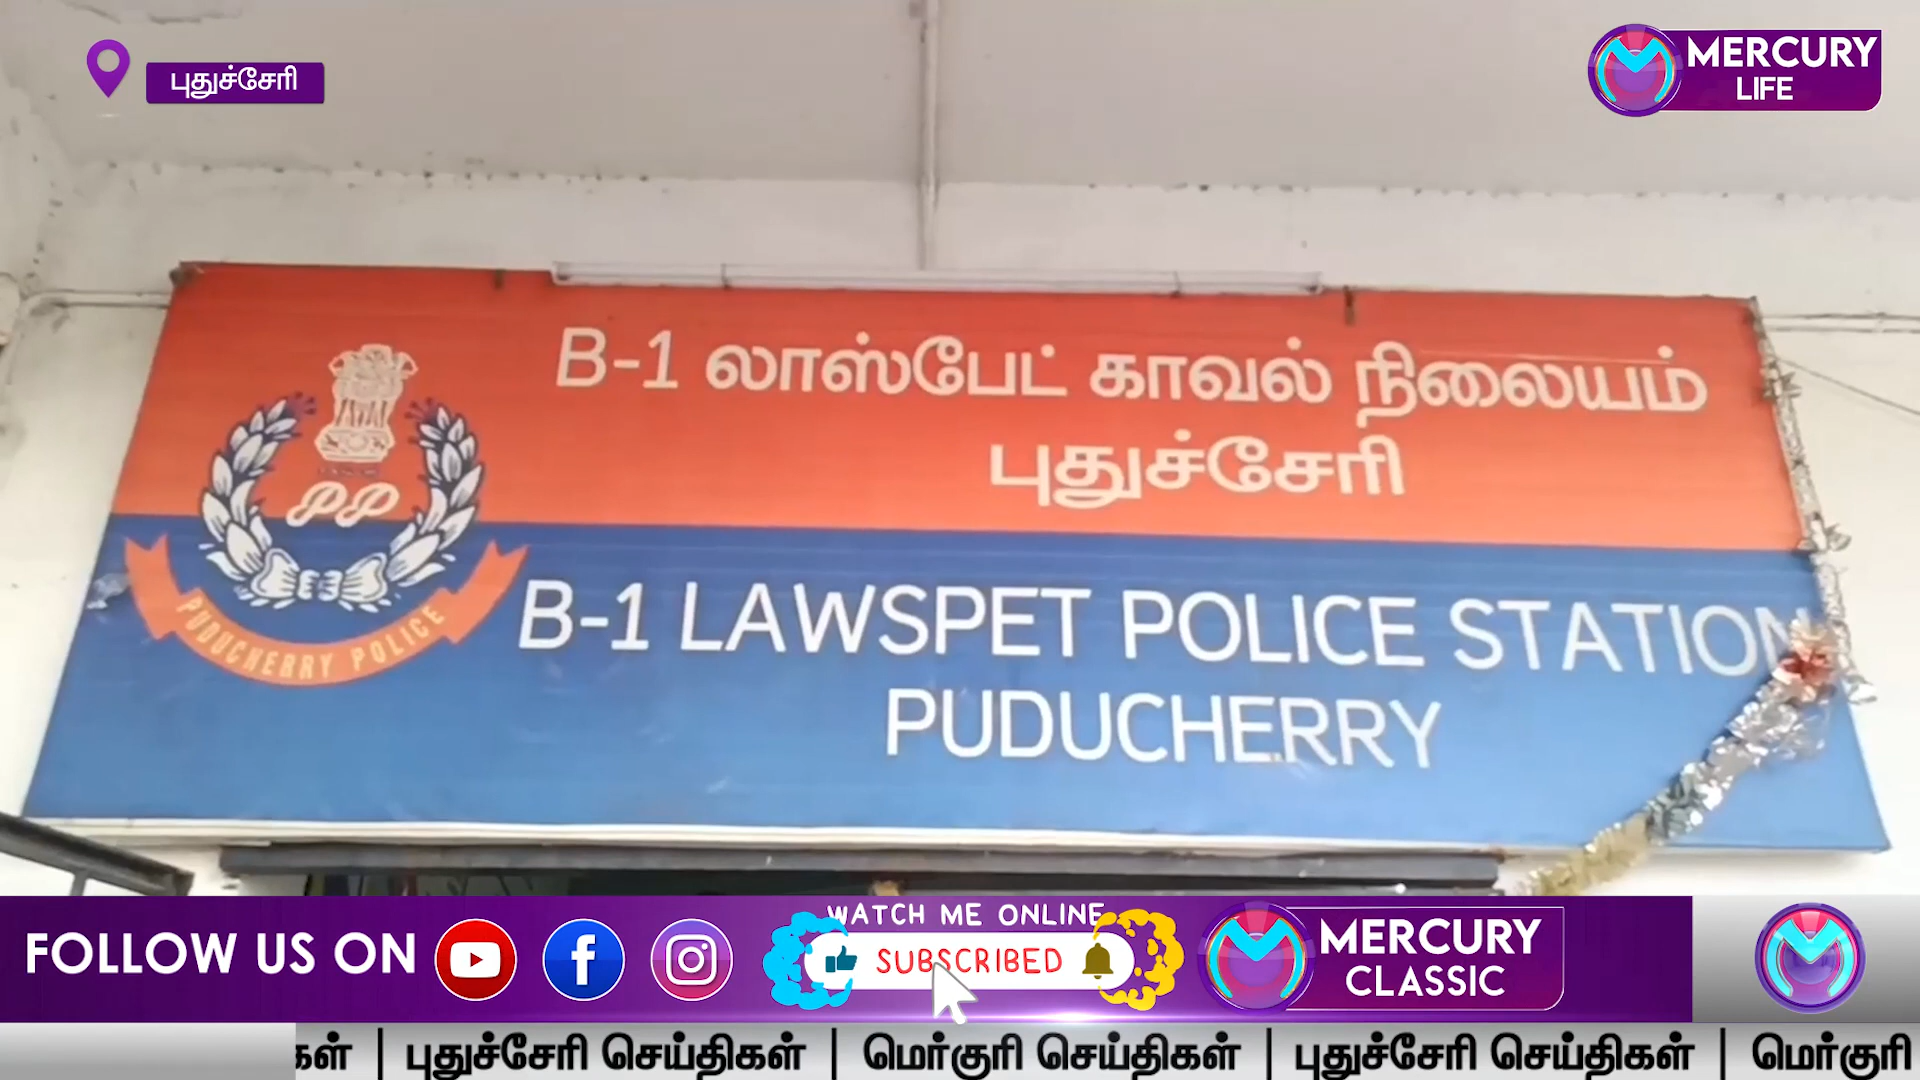 புதுச்சேரி
MERCURY
LIFE
B-1 லாஸ்பேட் காவல் நிலையம்
புதுச்சேரி
PP
PUDUCHERRY POLICE
B-1 LAWSPET POLICE STATION
PUDUCHERRY
FOLLOW US ON
WATCH ME ONLINE
SUBSCRIBED
MERCURY
CLASSIC
கள் | புதுச்சேரி செய்திகள் | மெர்குரி செய்திகள் | புதுச்சேரி செய்திகள் | மெர்குரி